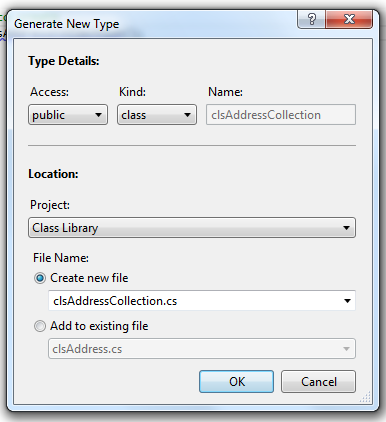 Generate New Type
Type Details:
Access: Kind: Name:
public class clsAddressCollection
Location:
Project:
Class Library
File Name:
Create new file
clsAddressCollection.cs
Add to existing file
clsAddress.cs
OK Cancel